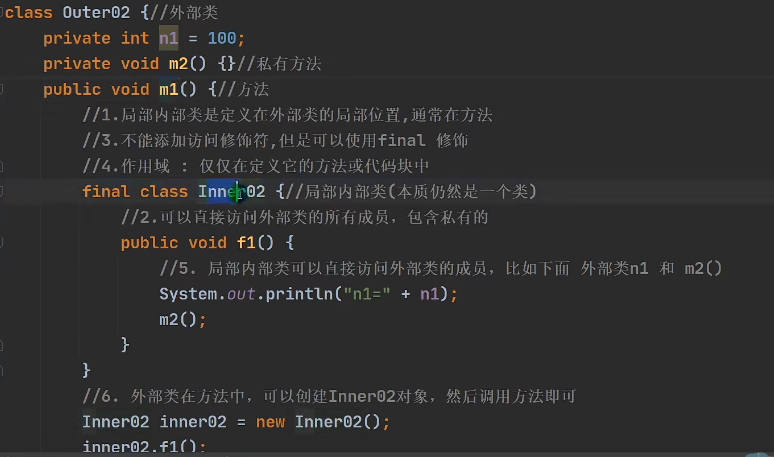 class Outer02 {//外部类
private int n1 = 100;
private void m2() {}//私有方法
public void m1() {//方法
//1.局部内部类是定义在外部类的局部位置,通常在方法
//3.不能添加访问修饰符,但是可以使用final 修饰
//4.作用域 : 仅仅在定义它的方法或代码块中
final class Inner02 {//局部内部类(本质仍然是一个类)
//2.可以直接访问外部类的所有成员，包含私有的
public void f1() {
//5. 局部内部类可以直接访问外部类的成员，比如下面 外部类n1 和 m2()
System.out.println("n1=" + n1);
m2();
}
}
//6. 外部类在方法中，可以创建Inner02对象，然后调用方法即可
Inner02 inner02 = new Inner02();
inner02.f1();